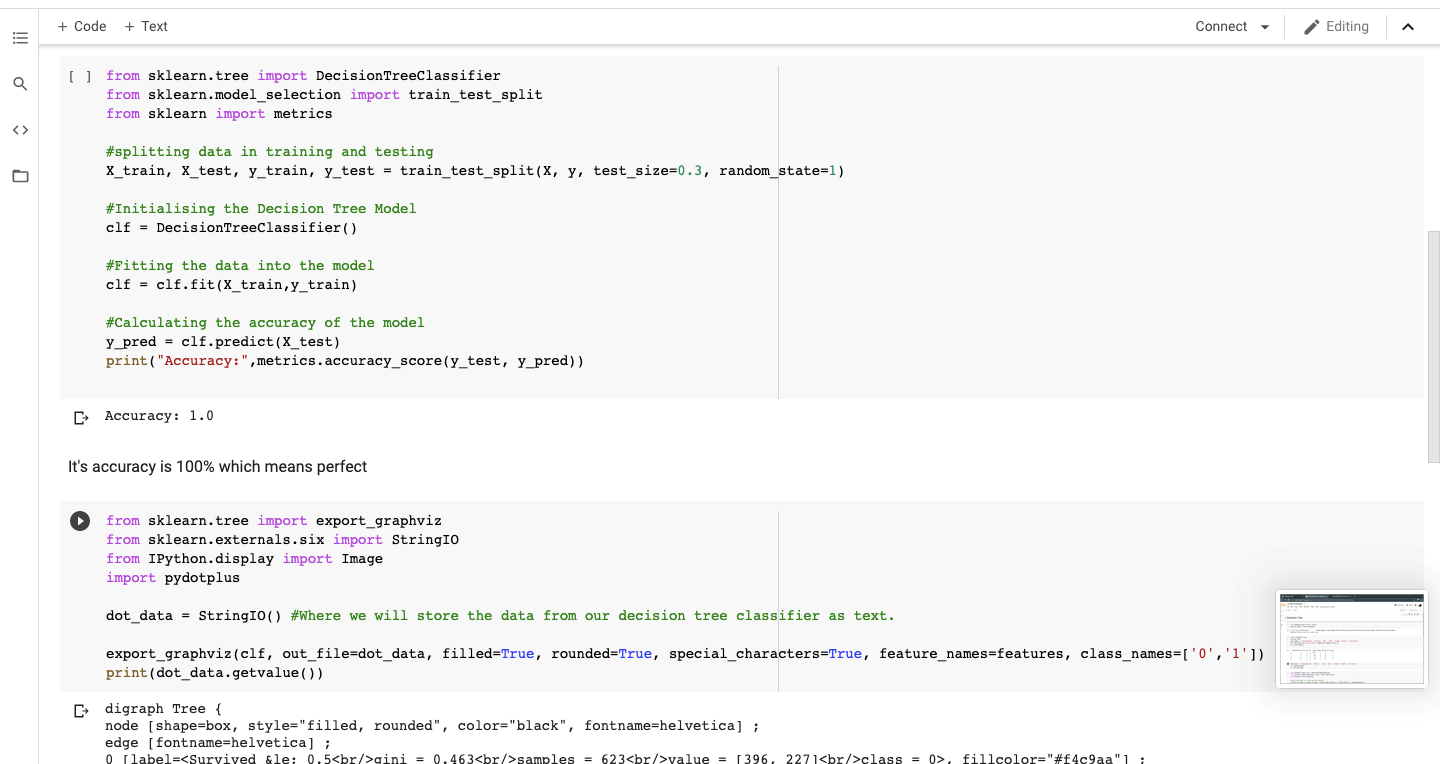 + Code + Text Connect Editing
[ ] from sklearn.tree import DecisionTreeClassifier
from sklearn.model_selection import train_test_split
from sklearn import metrics
#splitting data in training and testing
X_train, X_test, y_train, y_test = train_test_split(X, y, test_size=0.3, random_state=1)
#Initialising the Decision Tree Model
clf = DecisionTreeClassifier()
#Fitting the data into the model
clf = clf.fit(X_train,y_train)
#Calculating the accuracy of the model
y_pred = clf.predict(X_test)
print("Accuracy:",metrics.accuracy_score(y_test, y_pred))
Accuracy: 1.0
It's accuracy is 100% which means perfect
from sklearn.tree import export_graphviz
from sklearn.externals.six import StringIO
from IPython.display import Image
import pydotplus
dot_data = StringIO() #Where we will store the data from our decision tree classifier as text.
export_graphviz(clf, out_file=dot_data, filled=True, rounded=True, special_characters=True, feature_names=features, class_names=['0','1'])
print(dot_data.getvalue())
digraph Tree {
node [shape=box, style="filled, rounded", color="black", fontname=helvetica] ;
edge [fontname=helvetica] ;
0 [label=<Survived &le; 0.5<br/>gini = 0.463<br/>samples = 623<br/>value = [396, 227]<br/>class = 0>, fillcolor="#f4c9aa"] ;